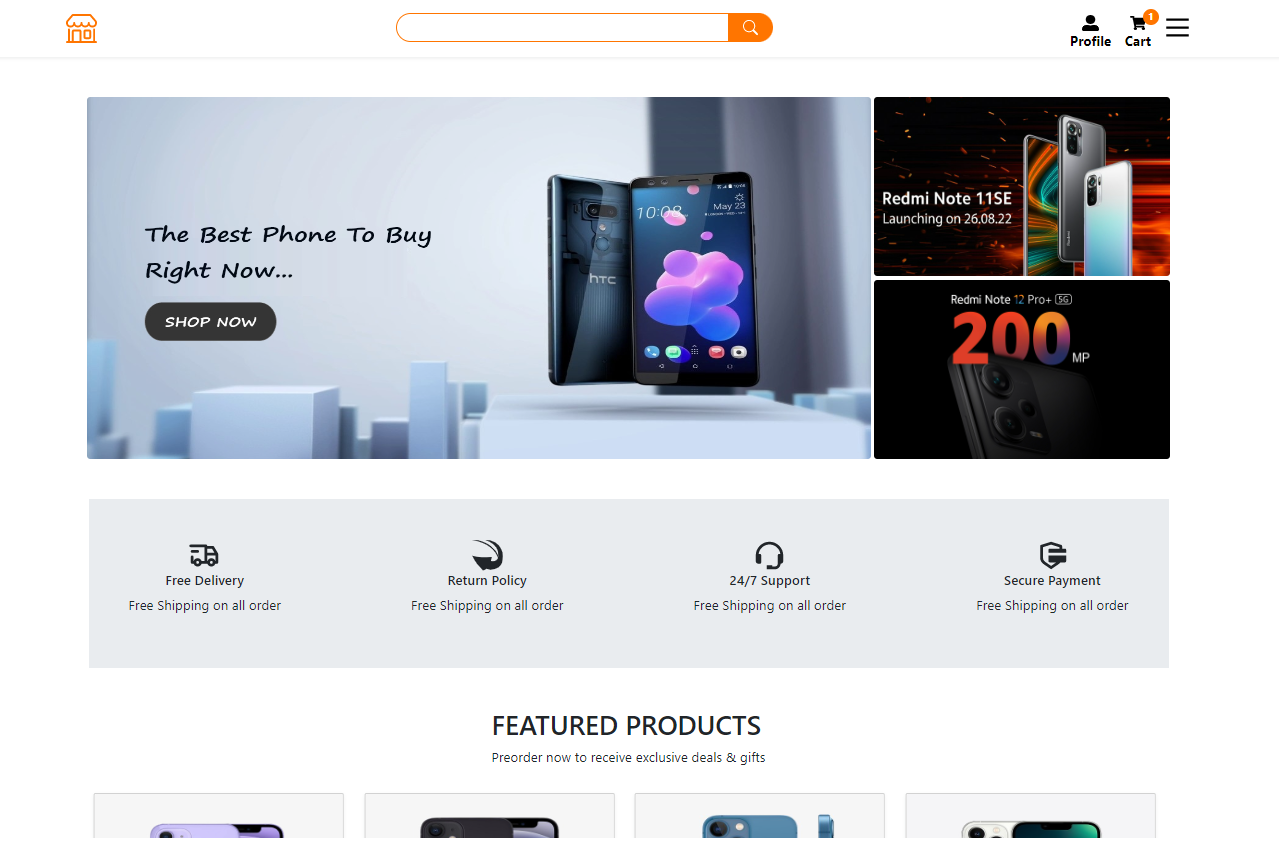 1
Profile
Cart
The Best Phone To Buy
Right Now...
SHOP NOW
10:08
May 23
hTC
Redmi Note 11SE
Launching on 26.08.22
Redmi Note 12 Pro+ 5G
200 MP
Free Delivery
Return Policy
24/7 Support
Secure Payment
Free Shipping on all order
Free Shipping on all order
Free Shipping on all order
Free Shipping on all order
FEATURED PRODUCTS
Preorder now to receive exclusive deals & gifts